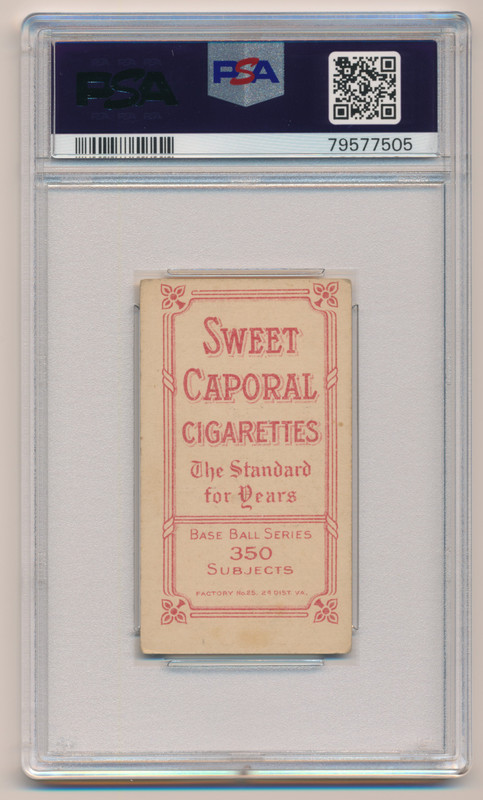 PSA
PSA
79577505
SWEET
CAPORAL
CIGARETTES
The Standard
for Years
BASE BALL SERIES
350
SUBJECTS
FACTORY No 25. 2d DIST. VA.